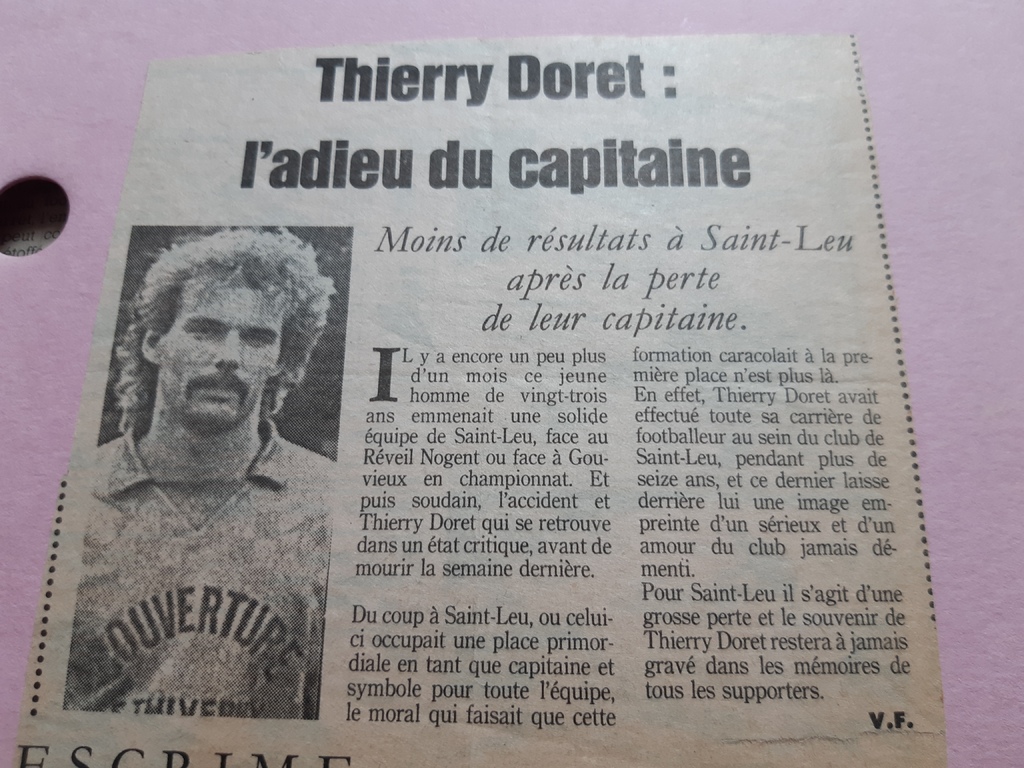 Thierry Doret :
l'adieu du capitaine
Moins de résultats à Saint-Leu
après la perte
de leur capitaine.
IL y a encore un peu plus
d'un mois ce jeune
homme de vingt-trois
ans emmenait une solide
équipe de Saint-Leu, face au
Réveil Nogent ou face à Gou-
vieux en championnat. Et
puis soudain, l'accident et
Thierry Doret qui se retrouve
dans un état critique, avant de
mourir la semaine dernière.
Du coup à Saint-Leu, ou celui-
ci occupait une place primor-
diale en tant que capitaine et
symbole pour toute l'équipe,
le moral qui faisait que cette
formation caracolait à la pre-
mière place n'est plus là.
En effet, Thierry Doret avait
effectué toute sa carrière de
footballeur au sein du club de
Saint-Leu, pendant plus de
seize ans, et ce dernier laisse
derrière lui une image em-
preinte d'un sérieux et d'un
amour du club jamais dé-
menti.
Pour Saint-Leu il s'agit d'une
grosse perte et le souvenir de
Thierry Doret restera à jamais
gravé dans les mémoires de
tous les supporters.
V.F.
COUVERTURE
ESCRIME